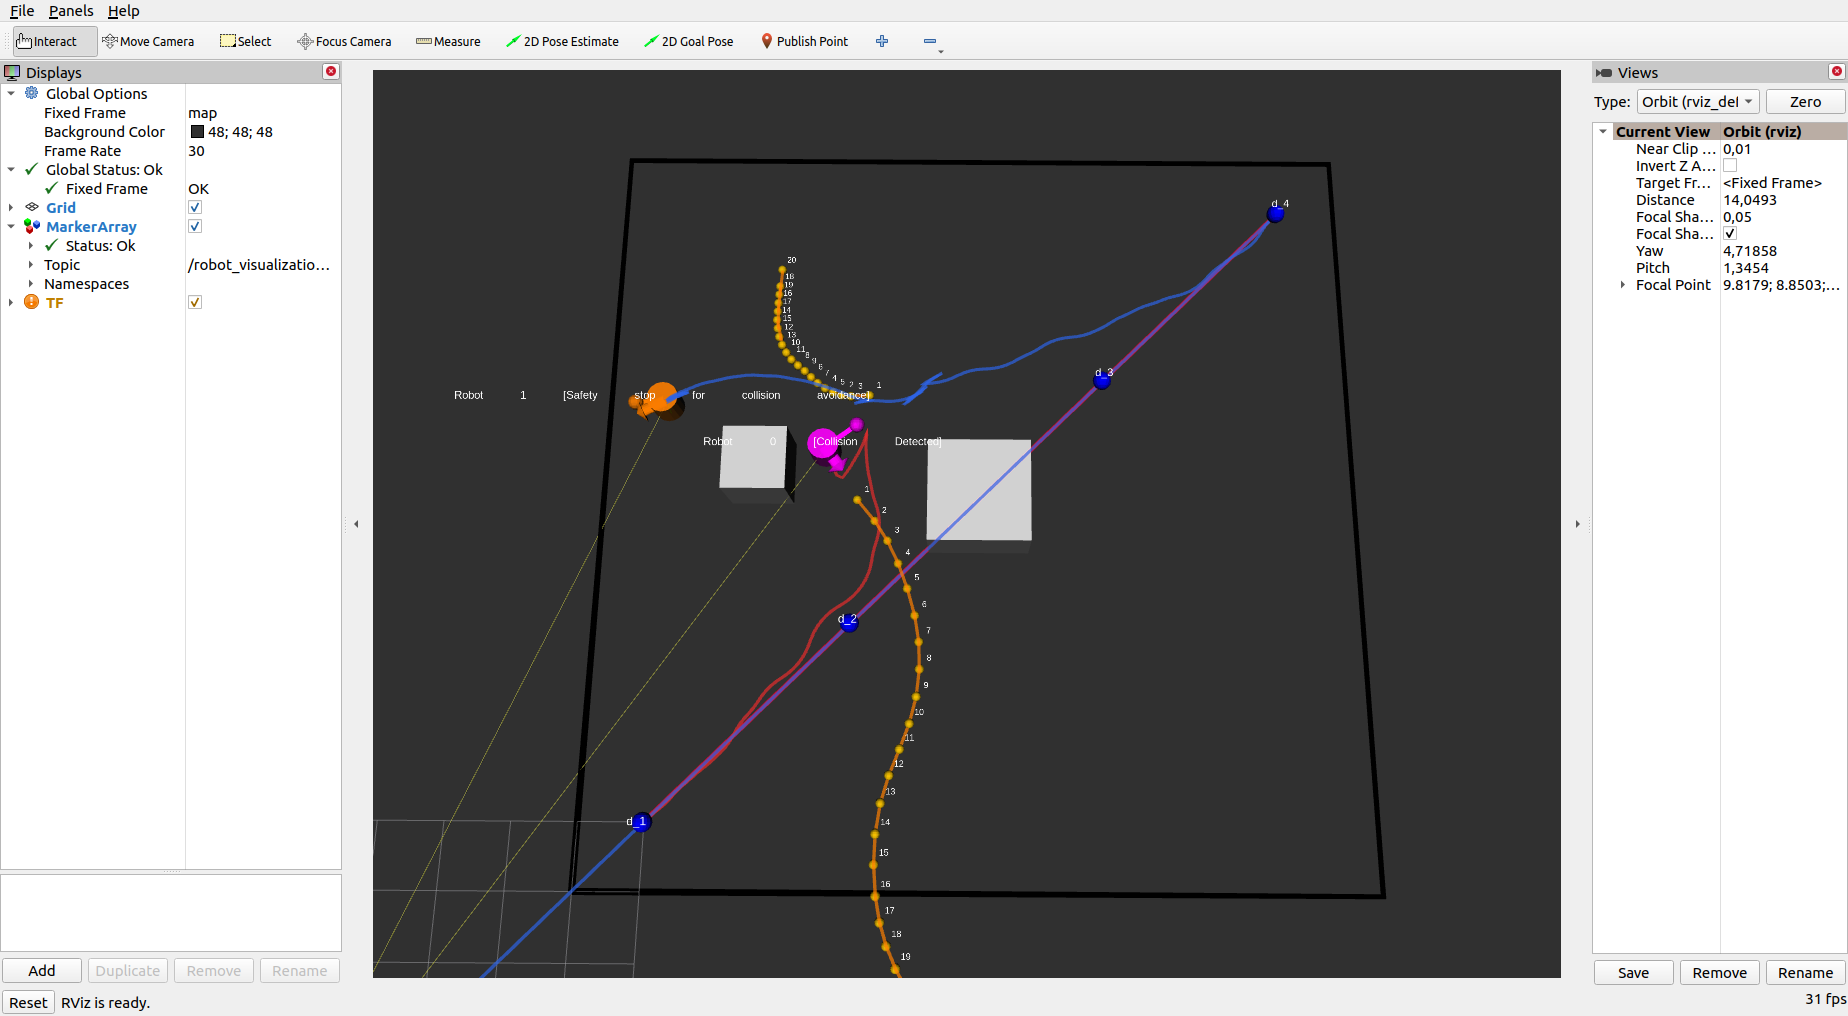 File Panels Help
Interact Move Camera Select Focus Camera Measure 2D Pose Estimate 2D Goal Pose Publish Point
Displays
Global Options
Fixed Frame map
Background Color 48; 48; 48
Frame Rate 30
Global Status: Ok
Fixed Frame OK
Grid
MarkerArray
Status: Ok
Topic /robot_visualizatio...
Namespaces
TF
Add Duplicate Remove Rename
Reset RViz is ready.
d_4
20
18
19
16
17
14
15
12
13
10
11
8
9
6
7
4
5
2
3
1
d_3
Robot 1 [Safety stop for collision avoidance]
Robot 0 [Collision Detected]
1
2
3
4
5
6
7
8
9
10
11
12
13
14
15
16
17
18
19
d_2
d_1
Views
Type: Orbit (rviz_def Zero
Current View Orbit (rviz)
Near Clip ... 0,01
Invert Z A...
Target Fr... <Fixed Frame>
Distance 14,0493
Focal Sha... 0,05
Focal Sha...
Yaw 4,71858
Pitch 1,3454
Focal Point 9.8179; 8.8503;...
Save Remove Rename
31 fps